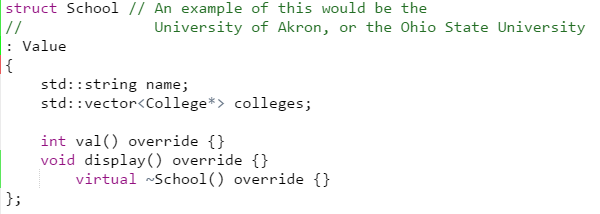 struct School // An example of this would be the
//                University of Akron, or the Ohio State University
: Value
{
    std::string name;
    std::vector<College*> colleges;

    int val() override {}
    void display() override {}
        virtual ~School() override {}
};